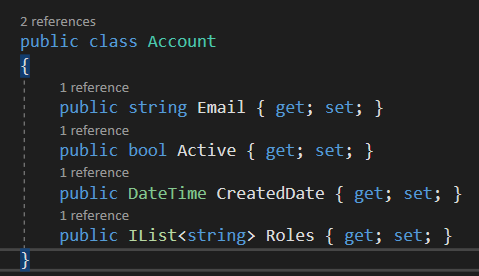 2 references
public class Account
{
1 reference
public string Email { get; set; }
1 reference
public bool Active { get; set; }
1 reference
public DateTime CreatedDate { get; set; }
1 reference
public IList<string> Roles { get; set; }
}